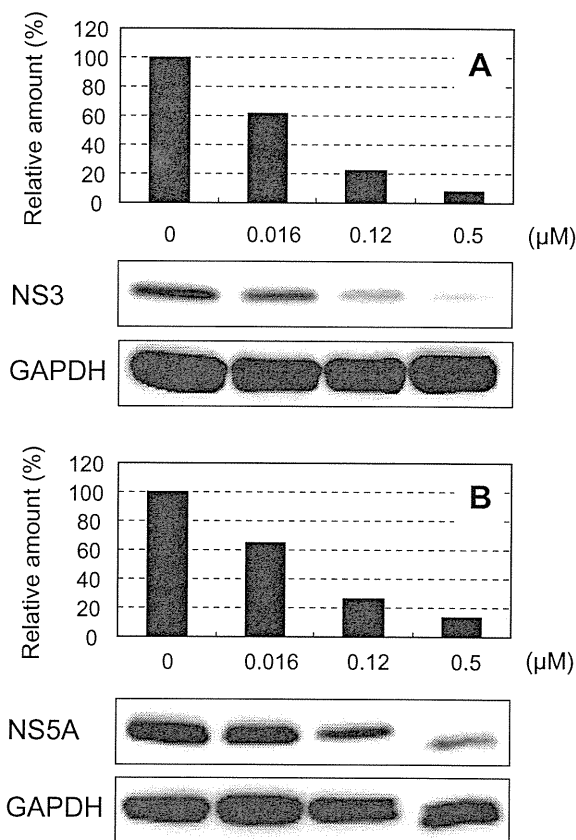 Relative amount (%)
120
100
80
60
40
20
0
A
0 0.016 0.12 0.5 (µM)
NS3
GAPDH
Relative amount (%)
120
100
80
60
40
20
0
B
0 0.016 0.12 0.5 (µM)
NS5A
GAPDH